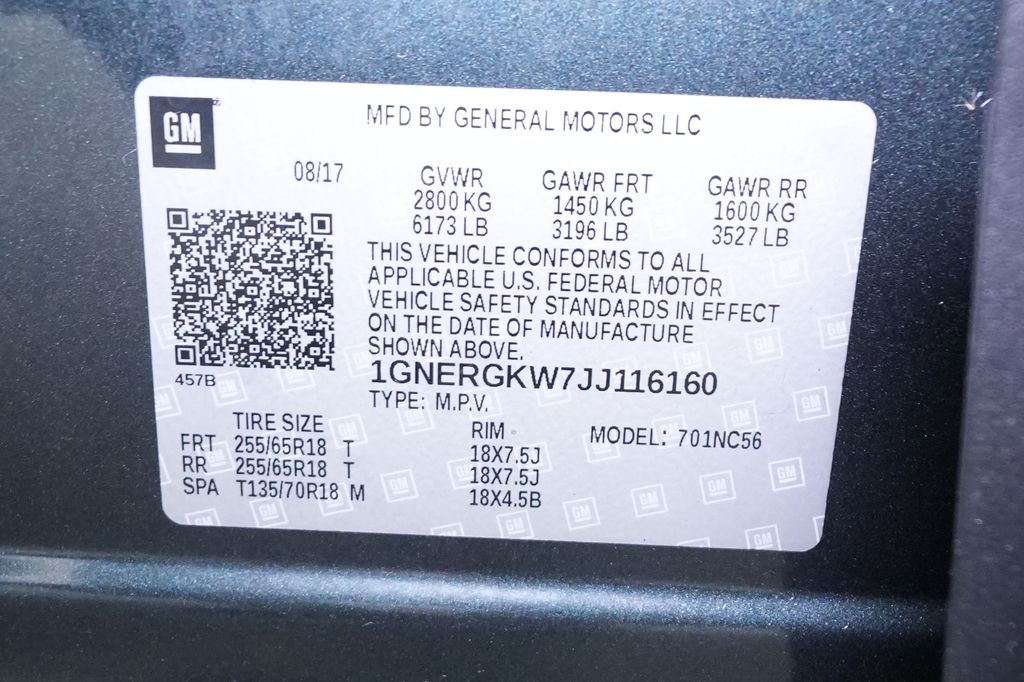 GM
MFD BY GENERAL MOTORS LLC
08/17
GVWR
2800 KG
6173 LB
GAWR FRT
1450 KG
3196 LB
GAWR RR
1600 KG
3527 LB
THIS VEHICLE CONFORMS TO ALL
APPLICABLE U.S. FEDERAL MOTOR
VEHICLE SAFETY STANDARDS IN EFFECT
ON THE DATE OF MANUFACTURE
SHOWN ABOVE.
457B
1GNERGKW7JJ116160
TYPE: M.P.V.
TIRE SIZE
RIM
MODEL: 701NC56
FRT 255/65R18 T 18X7.5J
RR 255/65R18 T 18X7.5J
SPA T135/70R18 M 18X4.5B